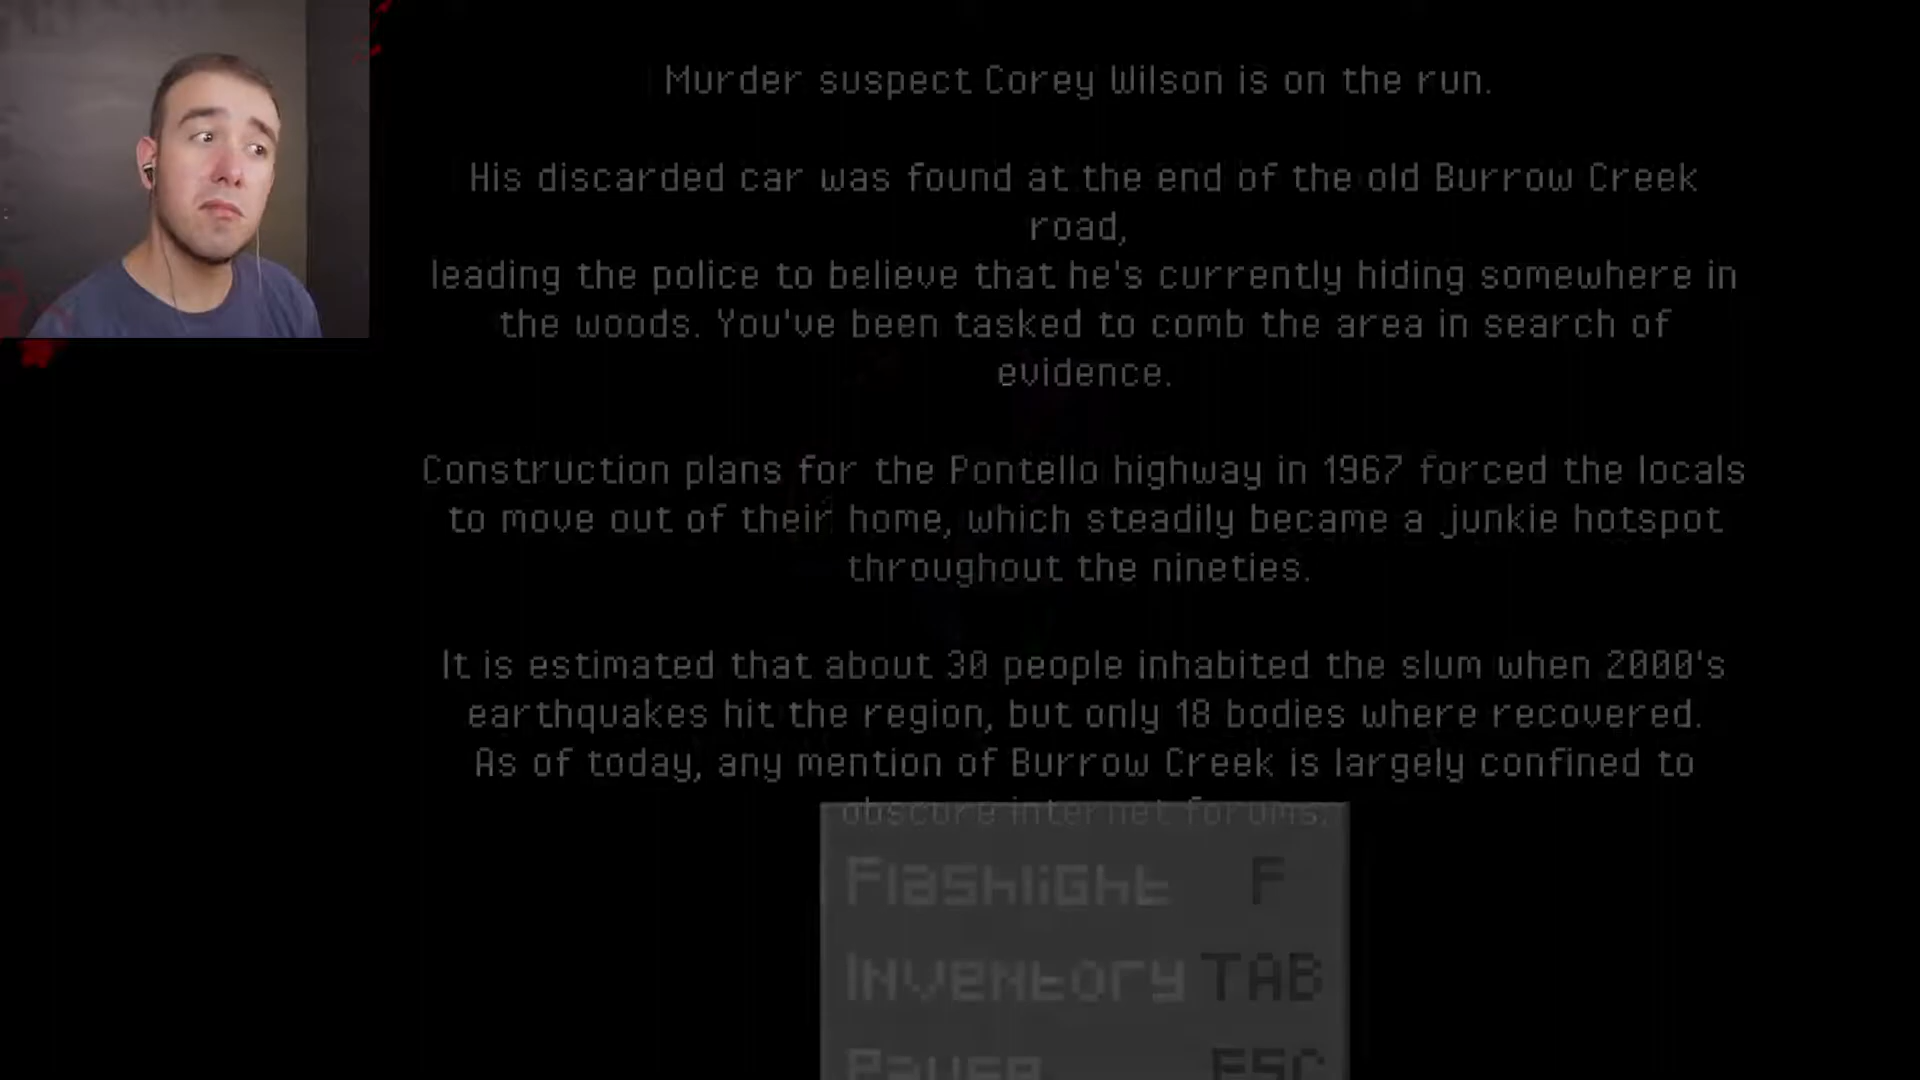 Murder suspect Corey Wilson is on the run.
His discarded car was found at the end of the old Burrow Creek
road,
leading the police to believe that he's currently hiding somewhere in
the woods. You've been tasked to comb the area in search of
evidence.
Construction plans for the Pontello highway in 1967 forced the locals
to move out of their home, which steadily became a junkie hotspot
throughout the nineties.
It is estimated that about 30 people inhabited the slum when 2000's
earthquakes hit the region, but only 18 bodies where recovered.
As of today, any mention of Burrow Creek is largely confined to
obscure internet forums.
Flashlight F
Inventory TAB
Pause ESC